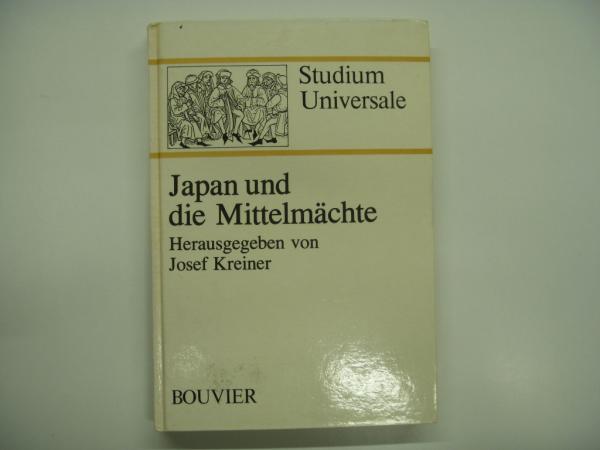 Studium
Universale
Japan und
die Mittelmächte
Herausgegeben von
Josef Kreiner
BOUVIER